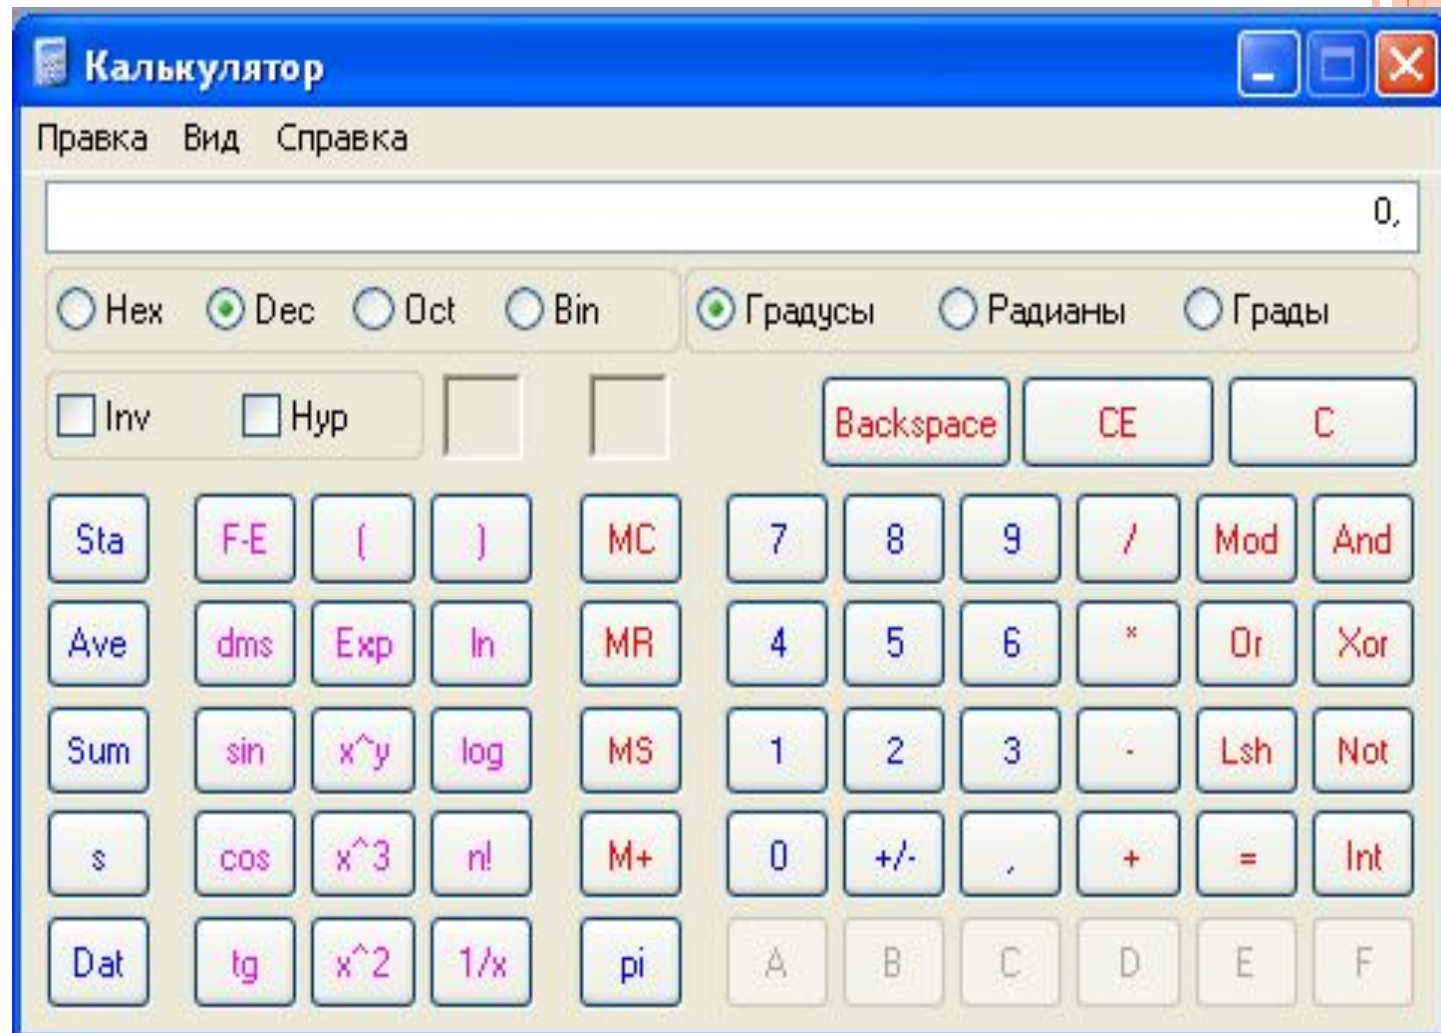 Калькулятор
Правка Вид Справка
0,
Hex Dec Oct Bin Градусы Радианы Грады
Inv Hyp Backspace CE C
Sta F-E ( ) MC 7 8 9 / Mod And
Ave dms Exp ln MR 4 5 6 * Or Xor
Sum sin x^y log MS 1 2 3 - Lsh Not
s cos x^3 n! M+ 0 +/- , + = Int
Dat tg x^2 1/x pi A B C D E F